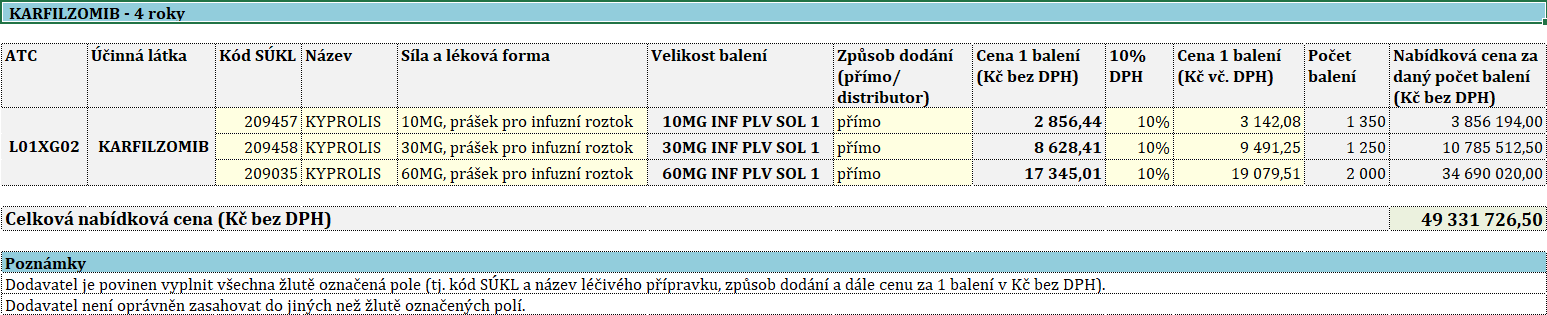 KARFILZOMIB - 4 roky
ATC Účinná látka Kód SÚKL Název Síla a léková forma Velikost balení Způsob dodání (přímo/ distributor) Cena 1 balení (Kč bez DPH) 10% DPH Cena 1 balení (Kč vč. DPH) Počet balení Nabídková cena za daný počet balení (Kč bez DPH)
209457 KYPROLIS 10MG, prášek pro infuzní roztok 10MG INF PLV SOL 1 přímo 2 856,44 10% 3 142,08 1 350 3 856 194,00
L01XG02 KARFILZOMIB 209458 KYPROLIS 30MG, prášek pro infuzní roztok 30MG INF PLV SOL 1 přímo 8 628,41 10% 9 491,25 1 250 10 785 512,50
209035 KYPROLIS 60MG, prášek pro infuzní roztok 60MG INF PLV SOL 1 přímo 17 345,01 10% 19 079,51 2 000 34 690 020,00
Celková nabídková cena (Kč bez DPH) 49 331 726,50
Poznámky
Dodavatel je povinen vyplnit všechna žlutě označená pole (tj. kód SÚKL a název léčivého přípravku, způsob dodání a dále cenu za 1 balení v Kč bez DPH).
Dodavatel není oprávněn zasahovat do jiných než žlutě označených polí.